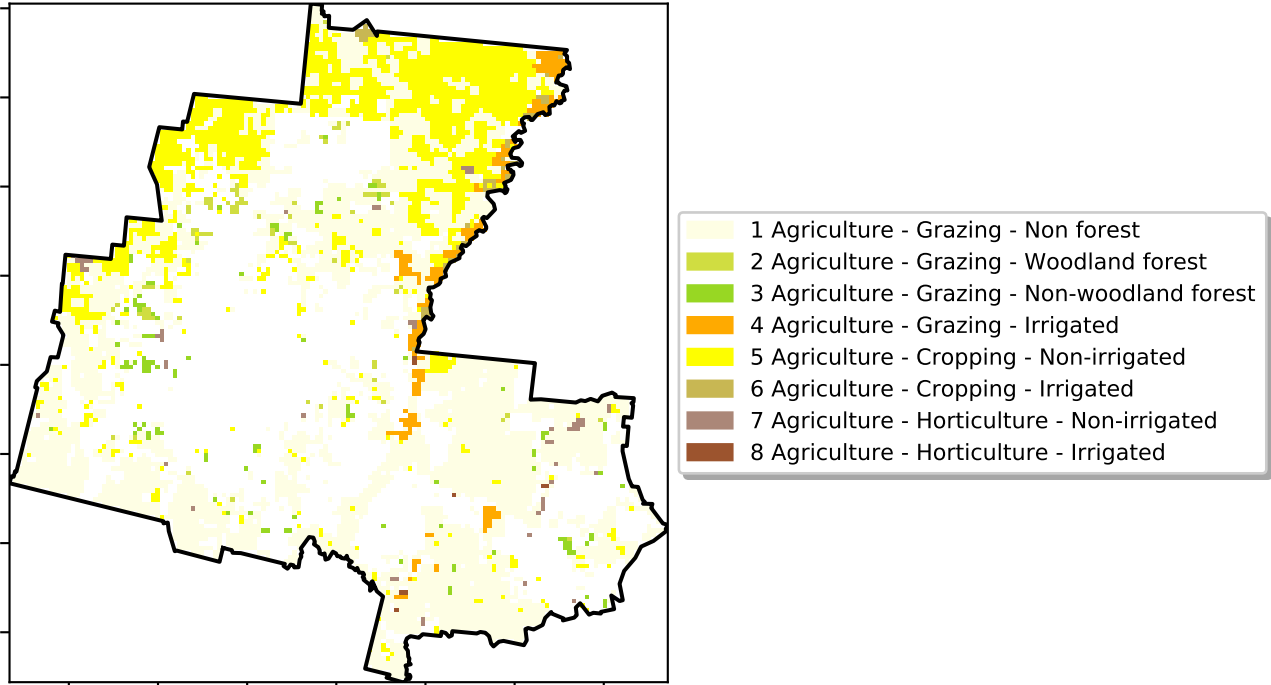 1 Agriculture - Grazing - Non forest
2 Agriculture - Grazing - Woodland forest
3 Agriculture - Grazing - Non-woodland forest
4 Agriculture - Grazing - Irrigated
5 Agriculture - Cropping - Non-irrigated
6 Agriculture - Cropping - Irrigated
7 Agriculture - Horticulture - Non-irrigated
8 Agriculture - Horticulture - Irrigated